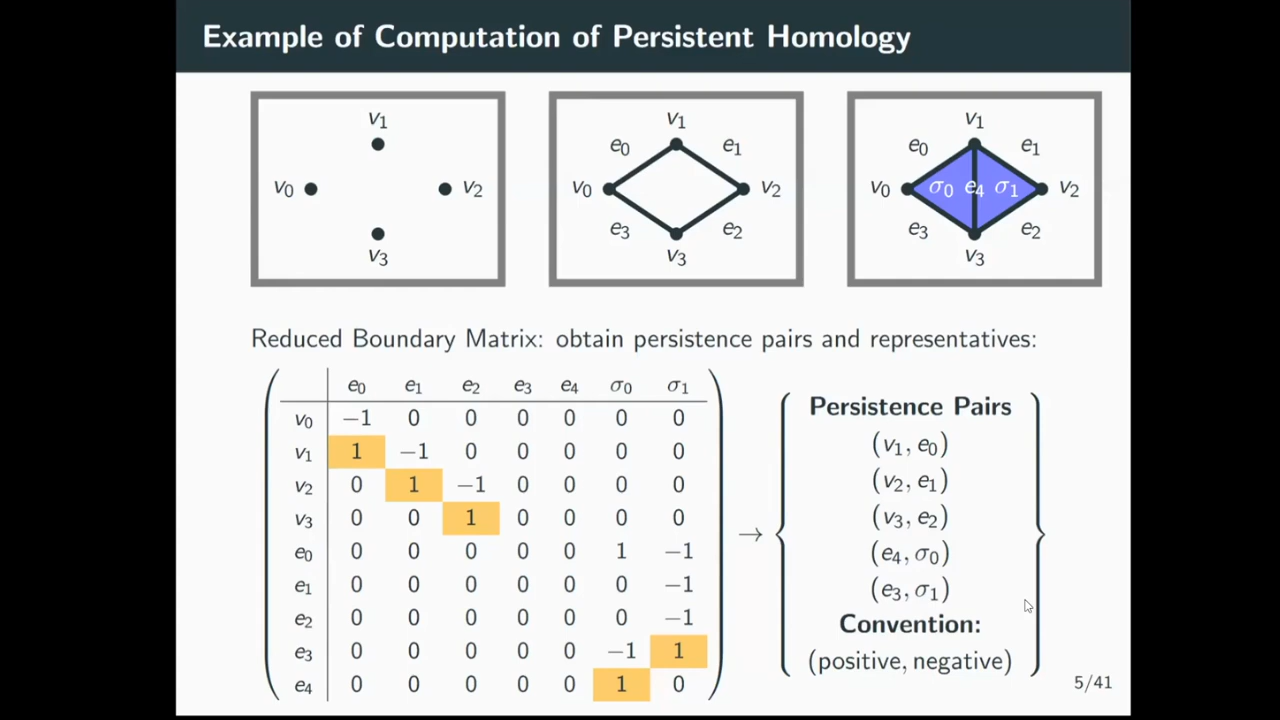 Example of Computation of Persistent Homology
v₁ v₁ v₁
e₀ e₁ e₀ e₁
v₀ v₂ v₀ v₂ v₀ σ₀ e₄ σ₁ v₂
e₃ e₂ e₃ e₂
v₃ v₃ v₃
Reduced Boundary Matrix: obtain persistence pairs and representatives:
e₀ e₁ e₂ e₃ e₄ σ₀ σ₁
v₀ −1 0 0 0 0 0 0
v₁ 1 −1 0 0 0 0 0
v₂ 0 1 −1 0 0 0 0
v₃ 0 0 1 0 0 0 0
e₀ 0 0 0 0 0 1 −1
e₁ 0 0 0 0 0 0 −1
e₂ 0 0 0 0 0 0 −1
e₃ 0 0 0 0 0 −1 1
e₄ 0 0 0 0 0 1 0
→
Persistence Pairs
(v₁, e₀)
(v₂, e₁)
(v₃, e₂)
(e₄, σ₀)
(e₃, σ₁)
Convention:
(positive, negative)
5/41